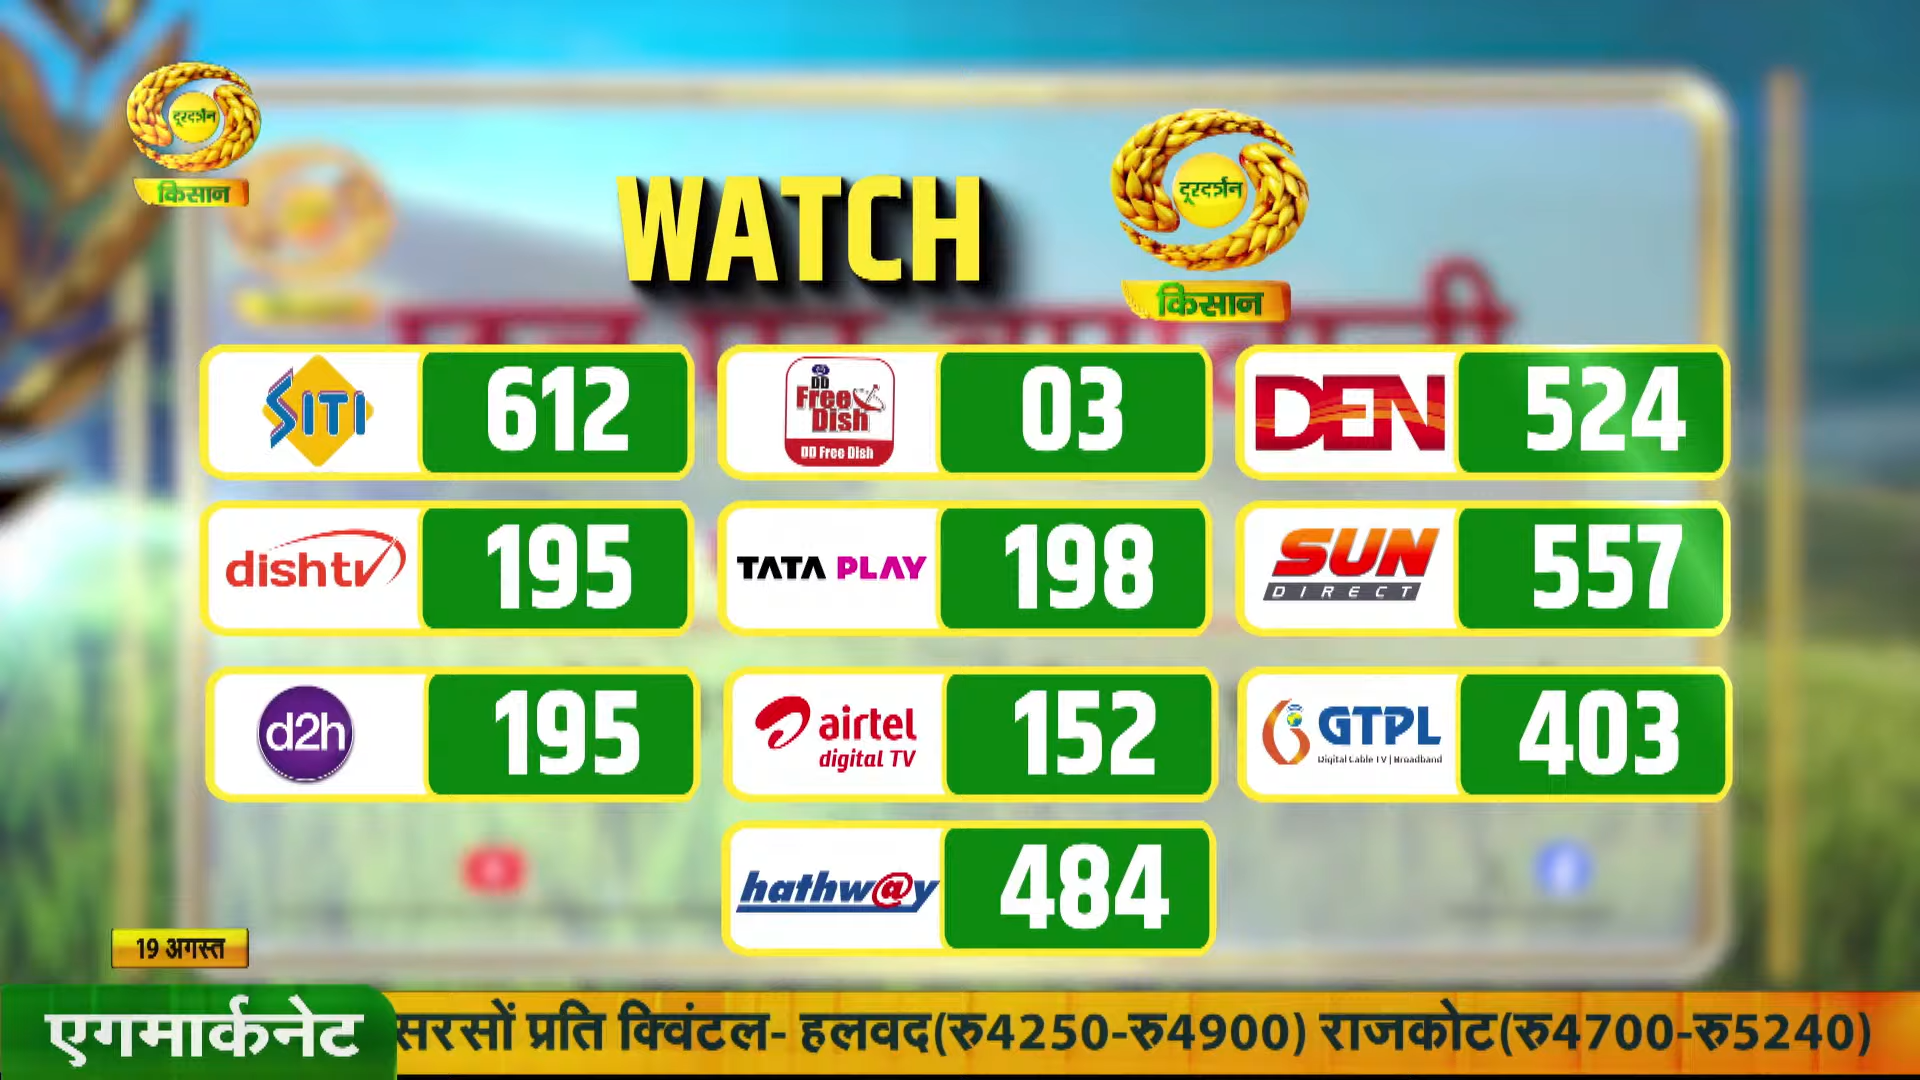 दूरदर्शन
किसान
WATCH
दूरदर्शन
किसान
SITI 612
DD Free Dish DD Free Dish 03
DEN 524
dishtv 195
TATA PLAY 198
SUN DIRECT 557
d2h 195
airtel digital TV 152
GTPL Digital Cable TV | Broadband 403
hathw@y 484
19 अगस्त
एगमार्कनेट
सरसों प्रति क्विंटल- हलवद(रु4250-रु4900) राजकोट(रु4700-रु5240)